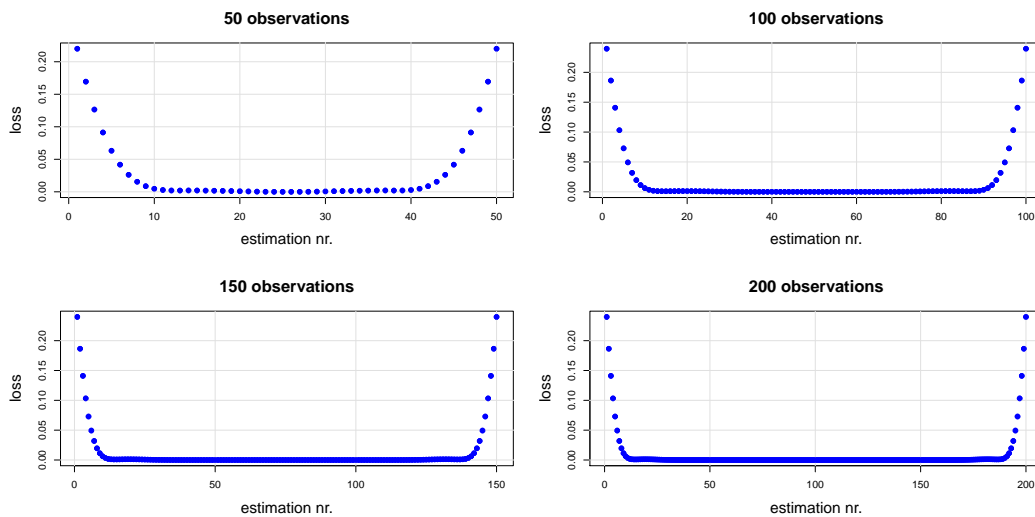 50 observations
loss
0.00 0.05 0.10 0.15 0.20
0 10 20 30 40 50
estimation nr.
100 observations
loss
0.00 0.05 0.10 0.15 0.20
0 20 40 60 80 100
estimation nr.
150 observations
loss
0.00 0.05 0.10 0.15 0.20
0 50 100 150
estimation nr.
200 observations
loss
0.00 0.05 0.10 0.15 0.20
0 50 100 150 200
estimation nr.